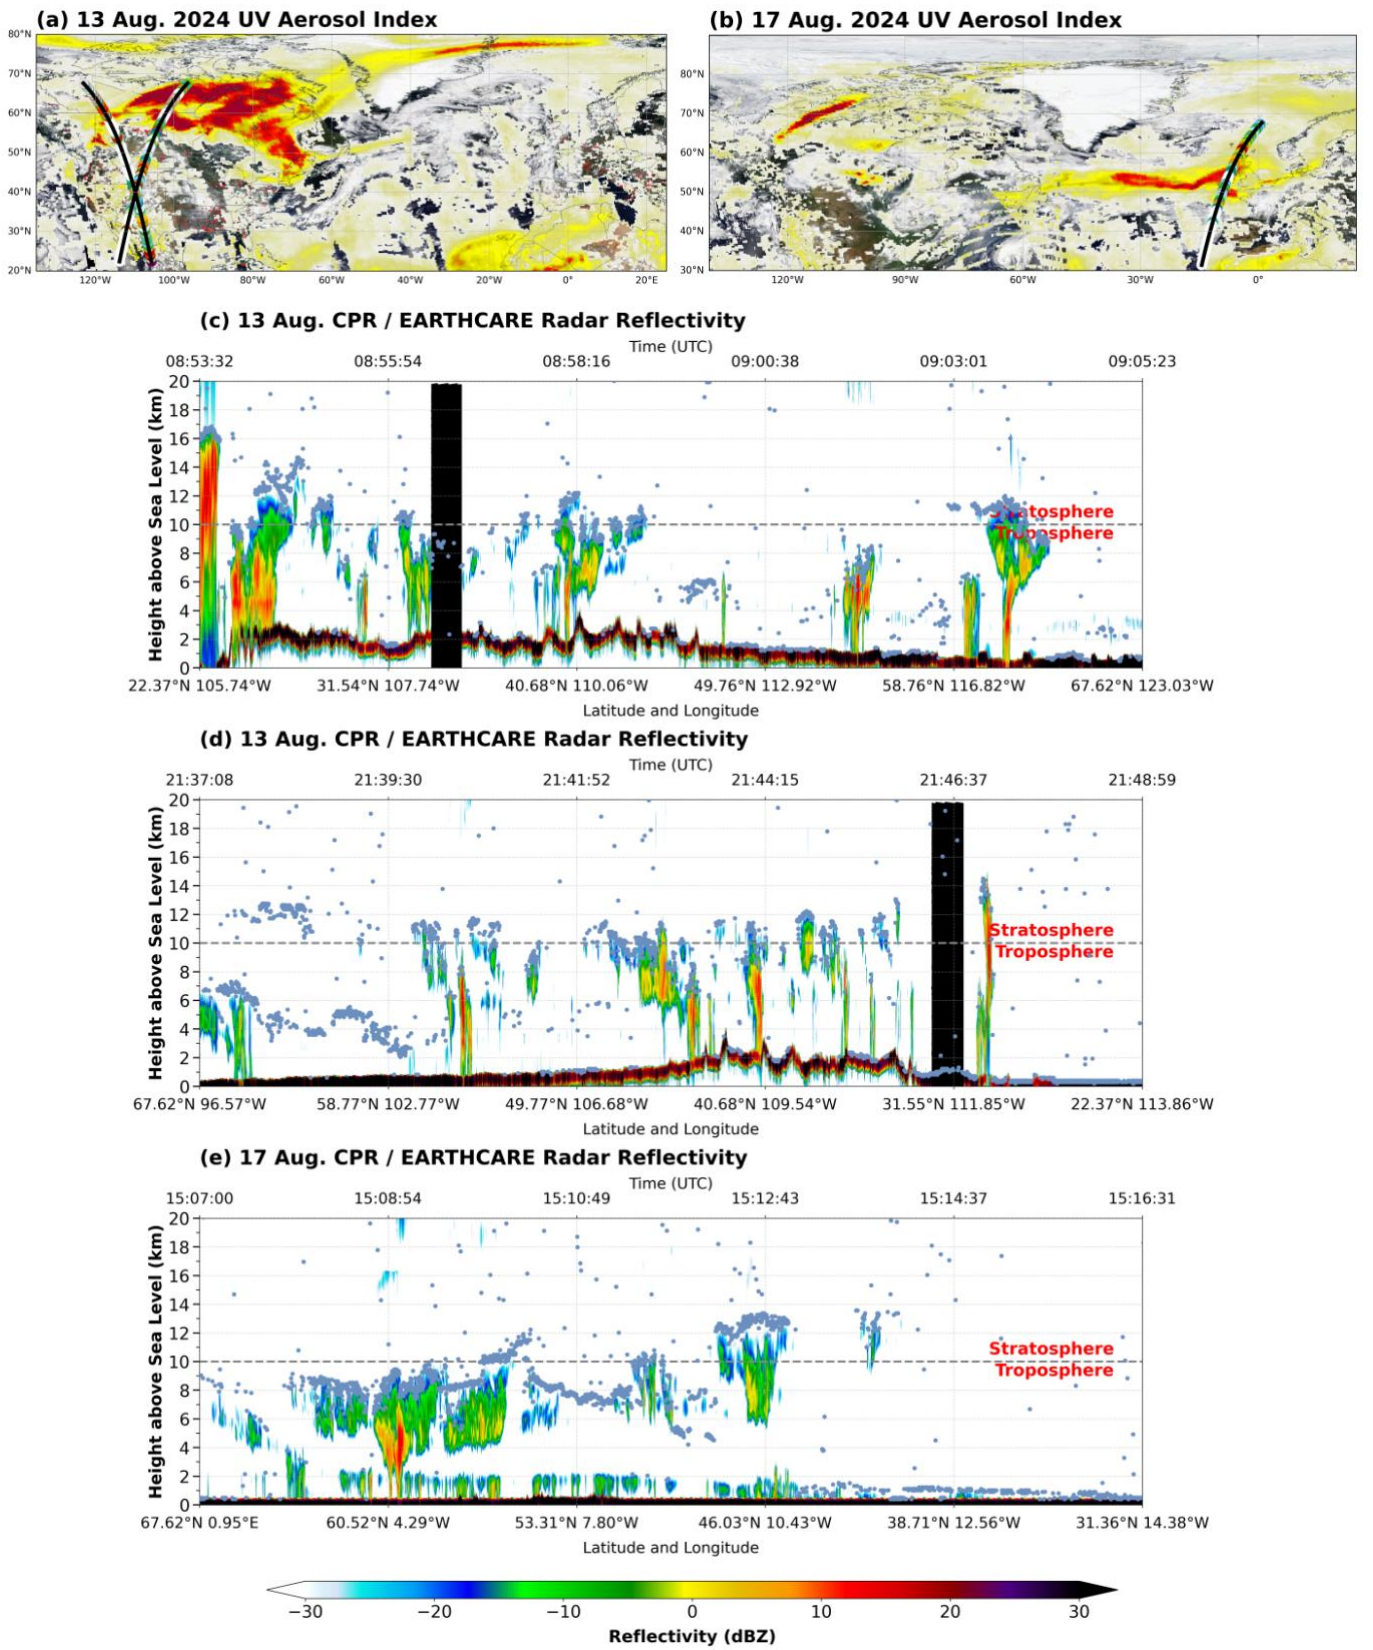 (a) 13 Aug. 2024 UV Aerosol Index
80°N
70°N
60°N
50°N
40°N
30°N
20°N
120°W 100°W 80°W 60°W 40°W 20°W 0° 20°E
(b) 17 Aug. 2024 UV Aerosol Index
80°N
70°N
60°N
50°N
40°N
30°N
120°W 90°W 60°W 30°W 0°
(c) 13 Aug. CPR / EARTHCARE Radar Reflectivity
Time (UTC)
08:53:32 08:55:54 08:58:16 09:00:38 09:03:01 09:05:23
Height above Sea Level (km)
20
18
16
14
12
10
8
6
4
2
0
Stratosphere
Troposphere
22.37°N 105.74°W 31.54°N 107.74°W 40.68°N 110.06°W 49.76°N 112.92°W 58.76°N 116.82°W 67.62°N 123.03°W
Latitude and Longitude
(d) 13 Aug. CPR / EARTHCARE Radar Reflectivity
Time (UTC)
21:37:08 21:39:30 21:41:52 21:44:15 21:46:37 21:48:59
Height above Sea Level (km)
20
18
16
14
12
10
8
6
4
2
0
Stratosphere
Troposphere
67.62°N 96.57°W 58.77°N 102.77°W 49.77°N 106.68°W 40.68°N 109.54°W 31.55°N 111.85°W 22.37°N 113.86°W
Latitude and Longitude
(e) 17 Aug. CPR / EARTHCARE Radar Reflectivity
Time (UTC)
15:07:00 15:08:54 15:10:49 15:12:43 15:14:37 15:16:31
Height above Sea Level (km)
20
18
16
14
12
10
8
6
4
2
0
Stratosphere
Troposphere
67.62°N 0.95°E 60.52°N 4.29°W 53.31°N 7.80°W 46.03°N 10.43°W 38.71°N 12.56°W 31.36°N 14.38°W
Latitude and Longitude
−30 −20 −10 0 10 20 30
Reflectivity (dBZ)